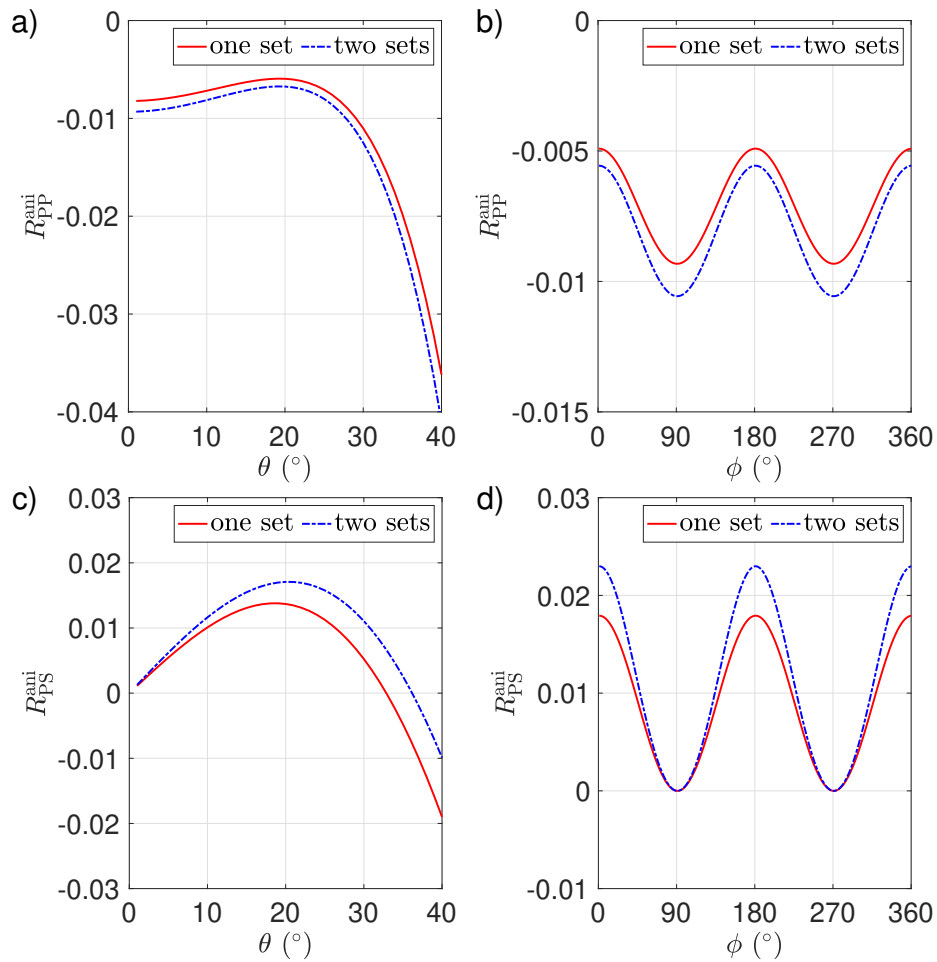 a)
one set two sets
0
-0.01
-0.02
-0.03
-0.04
R_PP^ani
0 10 20 30 40
θ (°)
b)
one set two sets
0
-0.005
-0.01
-0.015
R_PP^ani
0 90 180 270 360
ϕ (°)
c)
one set two sets
0.03
0.02
0.01
0
-0.01
-0.02
-0.03
R_PS^ani
0 10 20 30 40
θ (°)
d)
one set two sets
0.03
0.02
0.01
0
-0.01
R_PS^ani
0 90 180 270 360
ϕ (°)